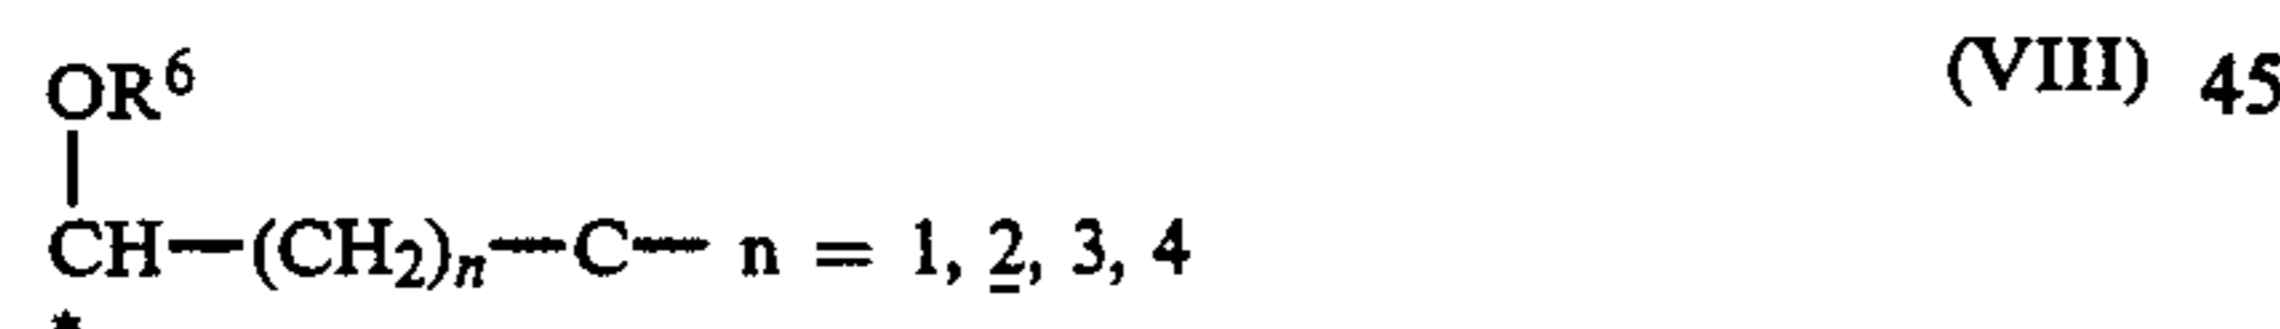 OR⁶ (VIII) 45
CH—(CH₂)ₙ—C— n = 1, 2, 3, 4
*